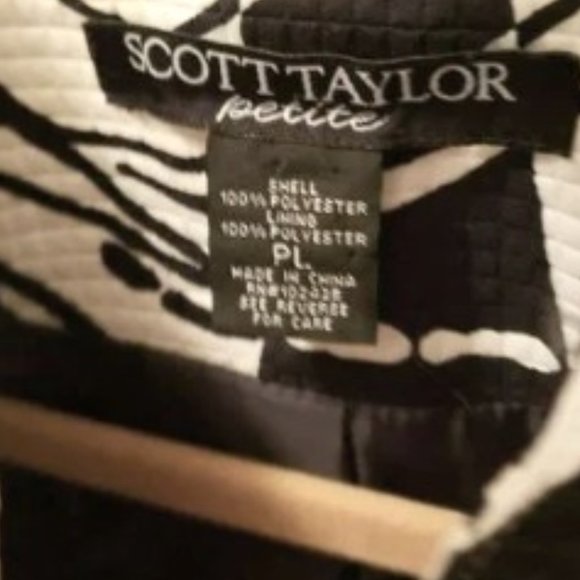 SCOTT TAYLOR
petite
SHELL
100% POLYESTER
LINING
100% POLYESTER
PL
MADE IN CHINA
SEE REVERSE
FOR CARE